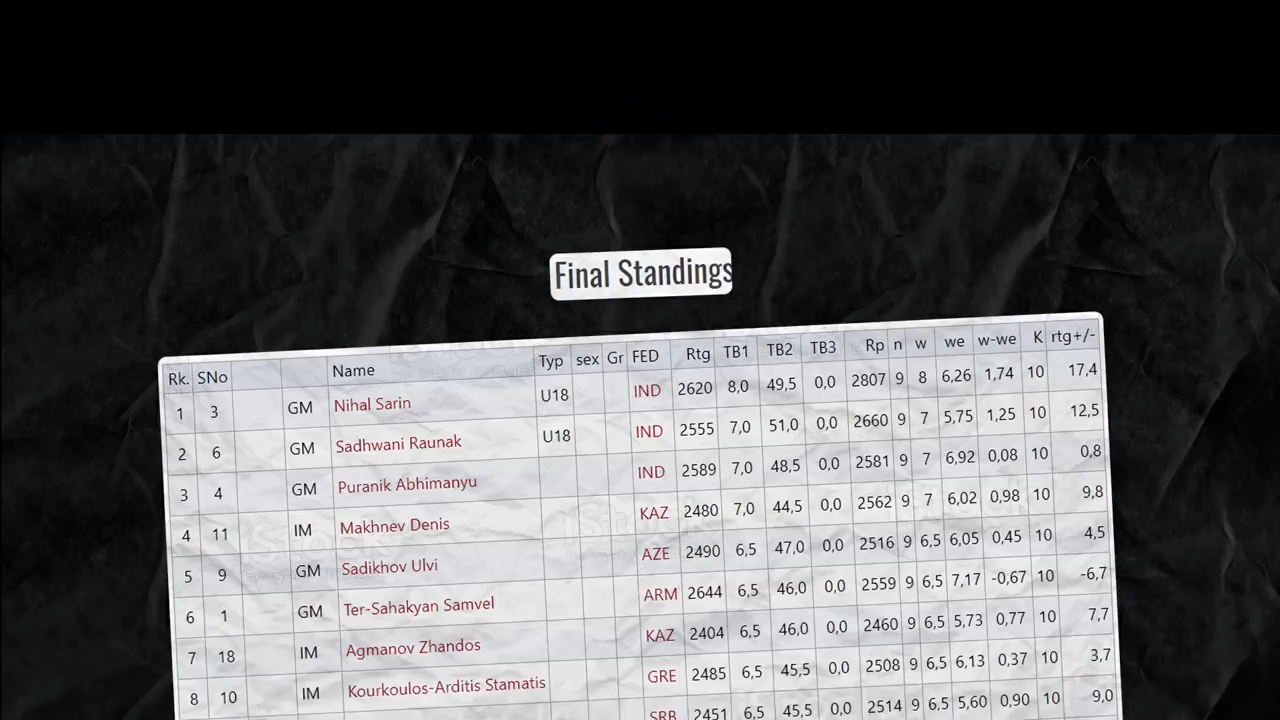 Final Standings
Rk. SNo Name Typ sex Gr FED Rtg TB1 TB2 TB3 Rp n w we w-we K rtg+/-
1 3 GM Nihal Sarin U18 IND 2620 8,0 49,5 0,0 2807 9 8 6,26 1,74 10 17,4
2 6 GM Sadhwani Raunak U18 IND 2555 7,0 51,0 0,0 2660 9 7 5,75 1,25 10 12,5
3 4 GM Puranik Abhimanyu IND 2589 7,0 48,5 0,0 2581 9 7 6,92 0,08 10 0,8
4 11 IM Makhnev Denis KAZ 2480 7,0 44,5 0,0 2562 9 7 6,02 0,98 10 9,8
5 9 GM Sadikhov Ulvi AZE 2490 6,5 47,0 0,0 2516 9 6,5 6,05 0,45 10 4,5
6 1 GM Ter-Sahakyan Samvel ARM 2644 6,5 46,0 0,0 2559 9 6,5 7,17 -0,67 10 -6,7
7 18 IM Agmanov Zhandos KAZ 2404 6,5 46,0 0,0 2460 9 6,5 5,73 0,77 10 7,7
8 10 IM Kourkoulos-Arditis Stamatis GRE 2485 6,5 45,5 0,0 2508 9 6,5 6,13 0,37 10 3,7
SRB 2451 6,5 45,5 0,0 2514 9 6,5 5,60 0,90 10 9,0